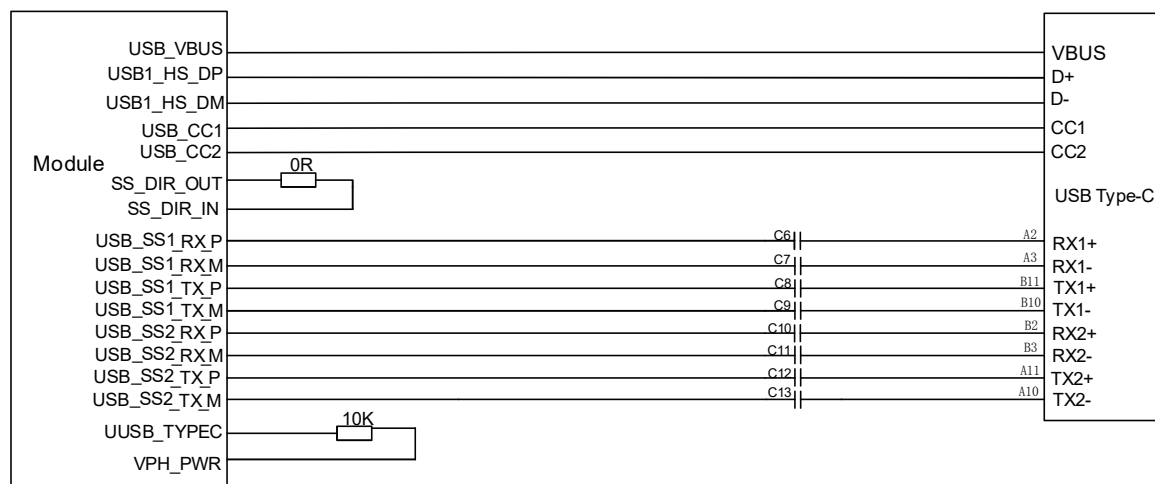 Module
USB_VBUS
USB1_HS_DP
USB1_HS_DM
USB_CC1
USB_CC2
SS_DIR_OUT
SS_DIR_IN
USB_SS1_RX_P
USB_SS1_RX_M
USB_SS1_TX_P
USB_SS1_TX_M
USB_SS2_RX_P
USB_SS2_RX_M
USB_SS2_TX_P
USB_SS2_TX_M
UUSB_TYPEC
VPH_PWR
0R
10K
C6
C7
C8
C9
C10
C11
C12
C13
A2
A3
B11
B10
B2
B3
A11
A10
VBUS
D+
D-
CC1
CC2
USB Type-C
RX1+
RX1-
TX1+
TX1-
RX2+
RX2-
TX2+
TX2-